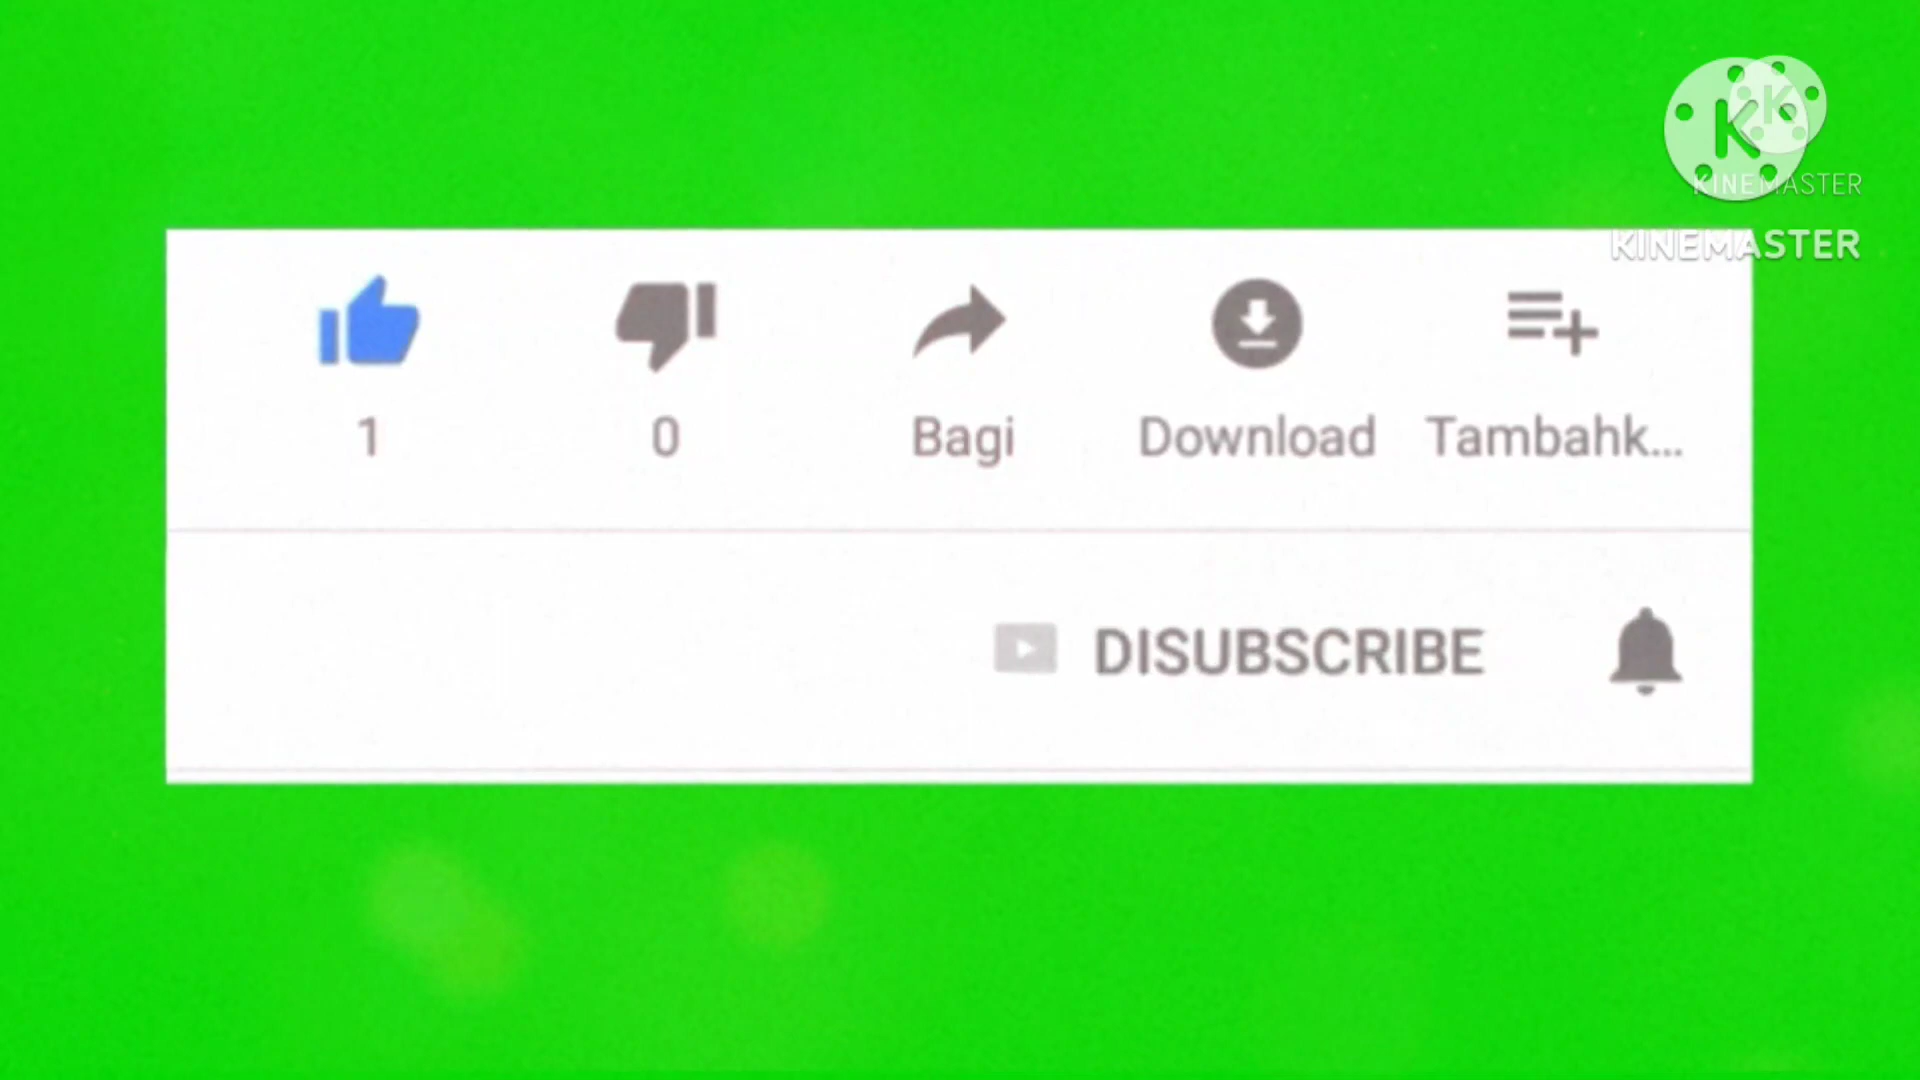 K K
KINEMASTER
KINEMASTER
1 0 Bagi Download Tambahk...
DISUBSCRIBE